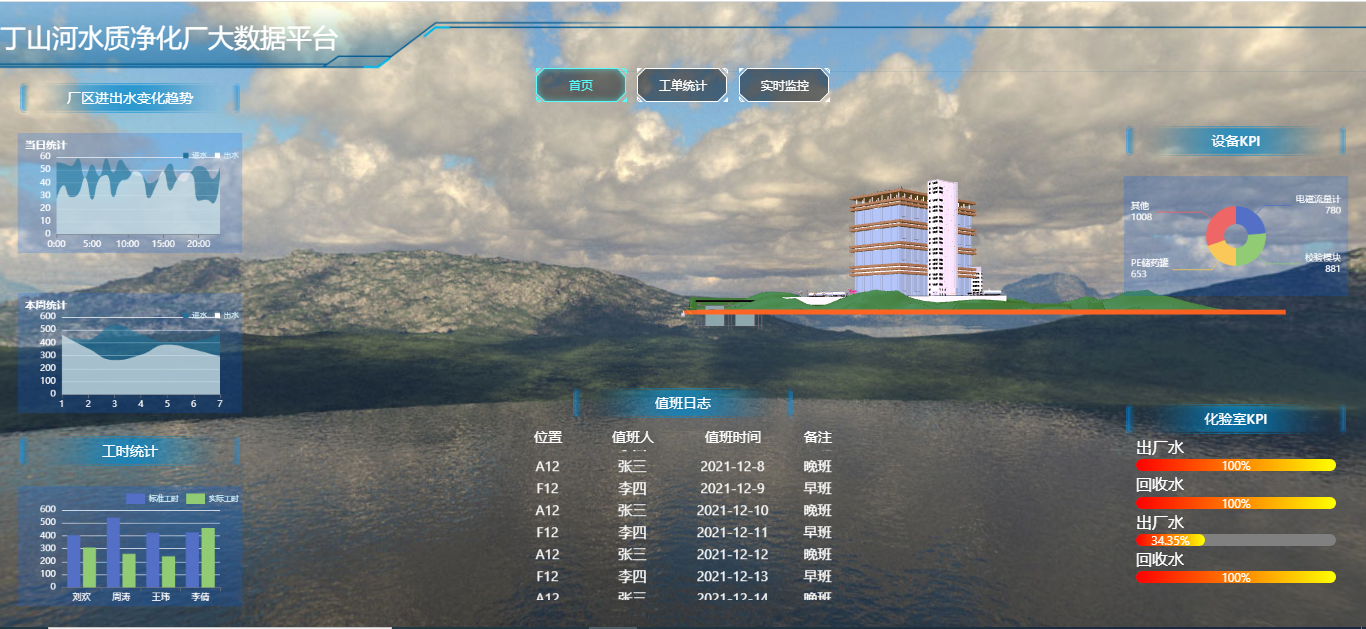 丁山河水质净化厂大数据平台
首页 工单统计 实时监控
厂区进出水变化趋势
当日统计
进水 出水
60
50
40
30
20
10
0
0:00 5:00 10:00 15:00 20:00
本周统计
进水 出水
600
500
400
300
200
100
0
1 2 3 4 5 6 7
工时统计
标准工时 实际工时
600
500
400
300
200
100
0
刘欢 周涛 王玮 李倩
值班日志
位置 值班人 值班时间 备注
A12 张三 2021-12-8 晚班
F12 李四 2021-12-9 早班
A12 张三 2021-12-10 晚班
F12 李四 2021-12-11 早班
A12 张三 2021-12-12 晚班
F12 李四 2021-12-13 早班
A12 张三 2021-12-14 晚班
设备KPI
其他
1008
电磁流量计
780
PE储药罐
653
校验模块
881
化验室KPI
出厂水
100%
回收水
100%
出厂水
34.35%
回收水
100%